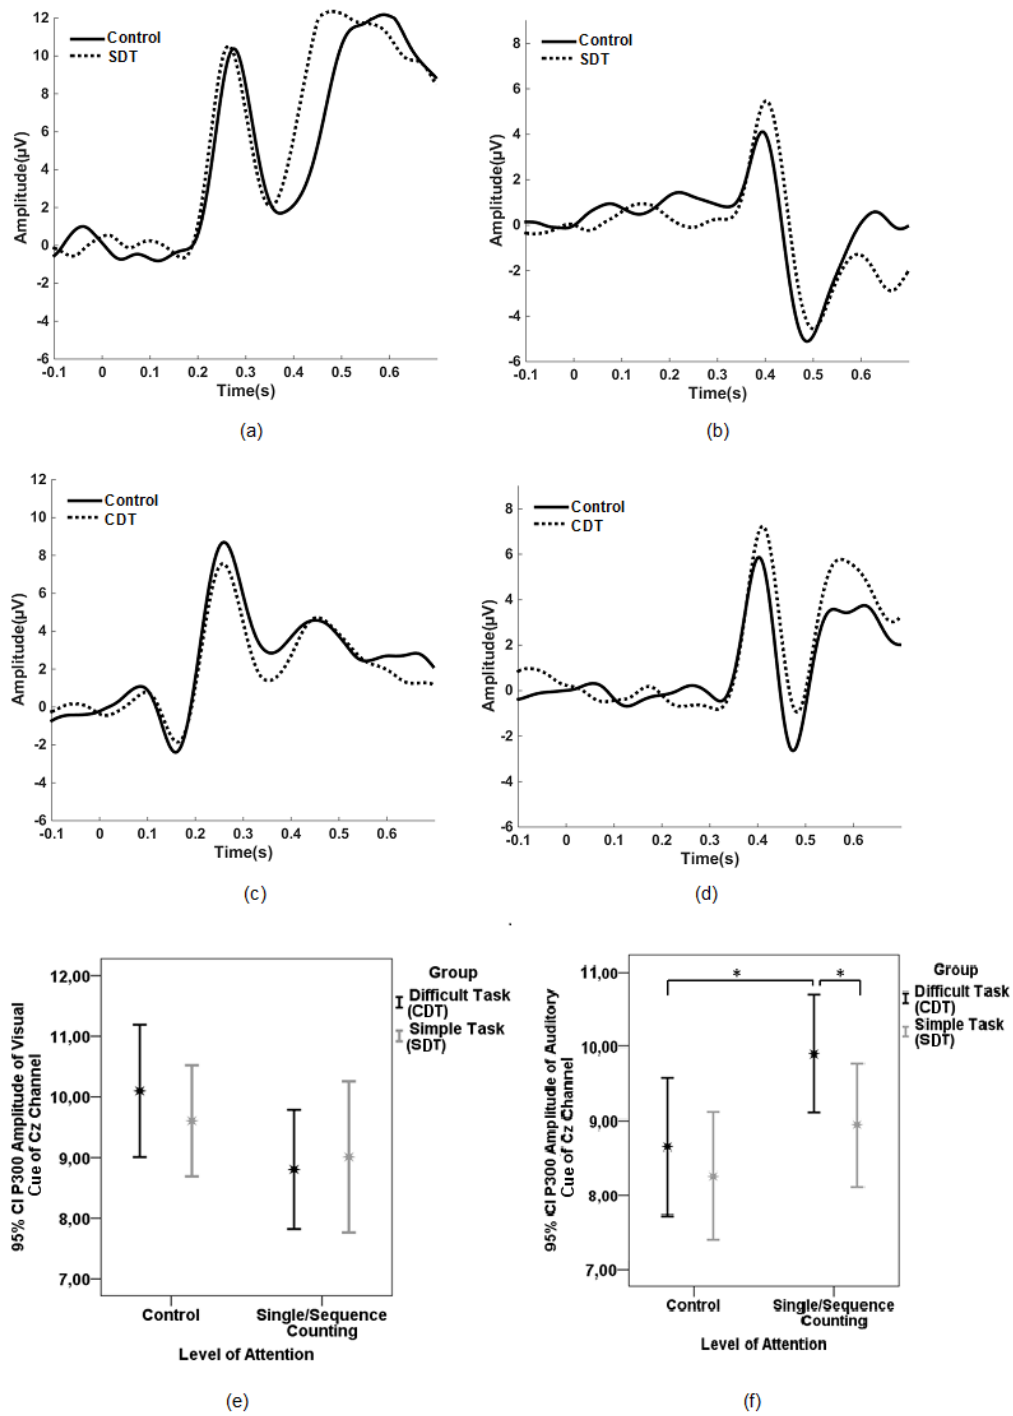 Control
SDT
12
10
8
6
4
2
0
-2
-4
-6
Amplitude(µV)
-0.1 0 0.1 0.2 0.3 0.4 0.5 0.6
Time(s)
(a)
Control
SDT
8
6
4
2
0
-2
-4
-6
Amplitude(µV)
-0.1 0 0.1 0.2 0.3 0.4 0.5 0.6
Time(s)
(b)
Control
CDT
12
10
8
6
4
2
0
-2
-4
-6
Amplitude(µV)
-0.1 0 0.1 0.2 0.3 0.4 0.5 0.6
Time(s)
(c)
Control
CDT
8
6
4
2
0
-2
-4
-6
Amplitude(µV)
-0.1 0 0.1 0.2 0.3 0.4 0.5 0.6
Time(s)
(d)
95% CI P300 Amplitude of Visual
Cue of Cz Channel
12,00
11,00
10,00
9,00
8,00
7,00
Group
Difficult Task
(CDT)
Simple Task
(SDT)
Control
Single/Sequence
Counting
Level of Attention
(e)
95% CI P300 Amplitude of Auditory
Cue of Cz Channel
11,00
10,00
9,00
8,00
7,00
* *
Group
Difficult Task
(CDT)
Simple Task
(SDT)
Control
Single/Sequence
Counting
Level of Attention
(f)